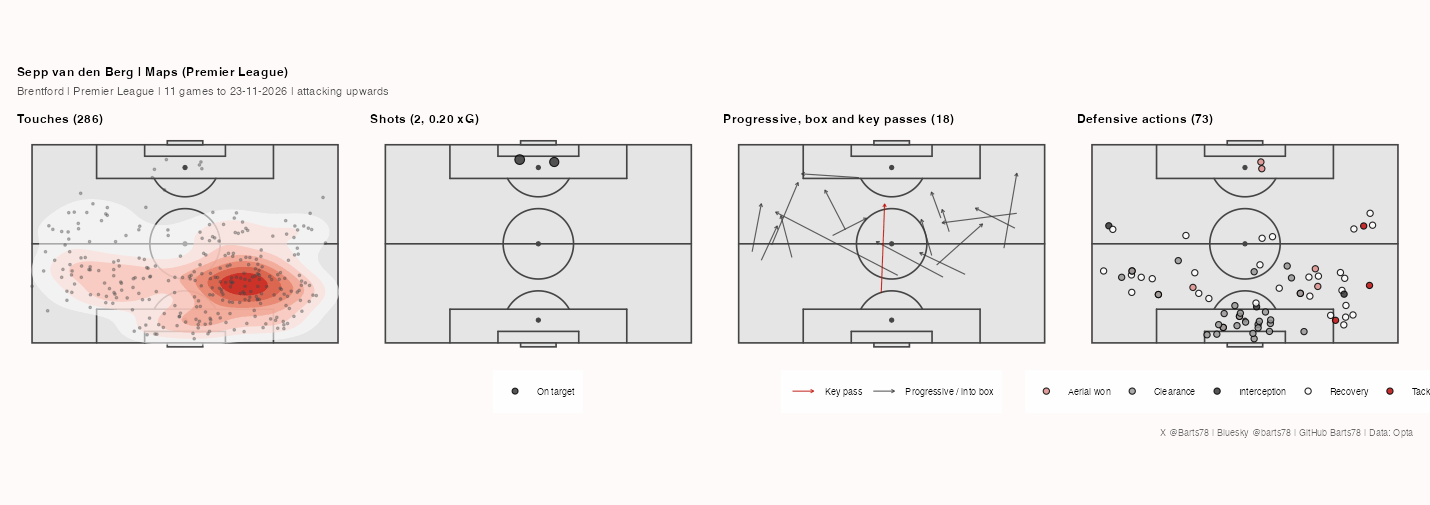 Sepp van den Berg | Maps (Premier League)
Brentford | Premier League | 11 games to 23-11-2026 | attacking upwards
Touches (286)
Shots (2, 0.20 xG)
Progressive, box and key passes (18)
Defensive actions (73)
On target
Key pass
Progressive / into box
Aerial won
Clearance
Interception
Recovery
Tack
X @Barts78 | Bluesky @barts78 | GitHub Barts78 | Data: Opta